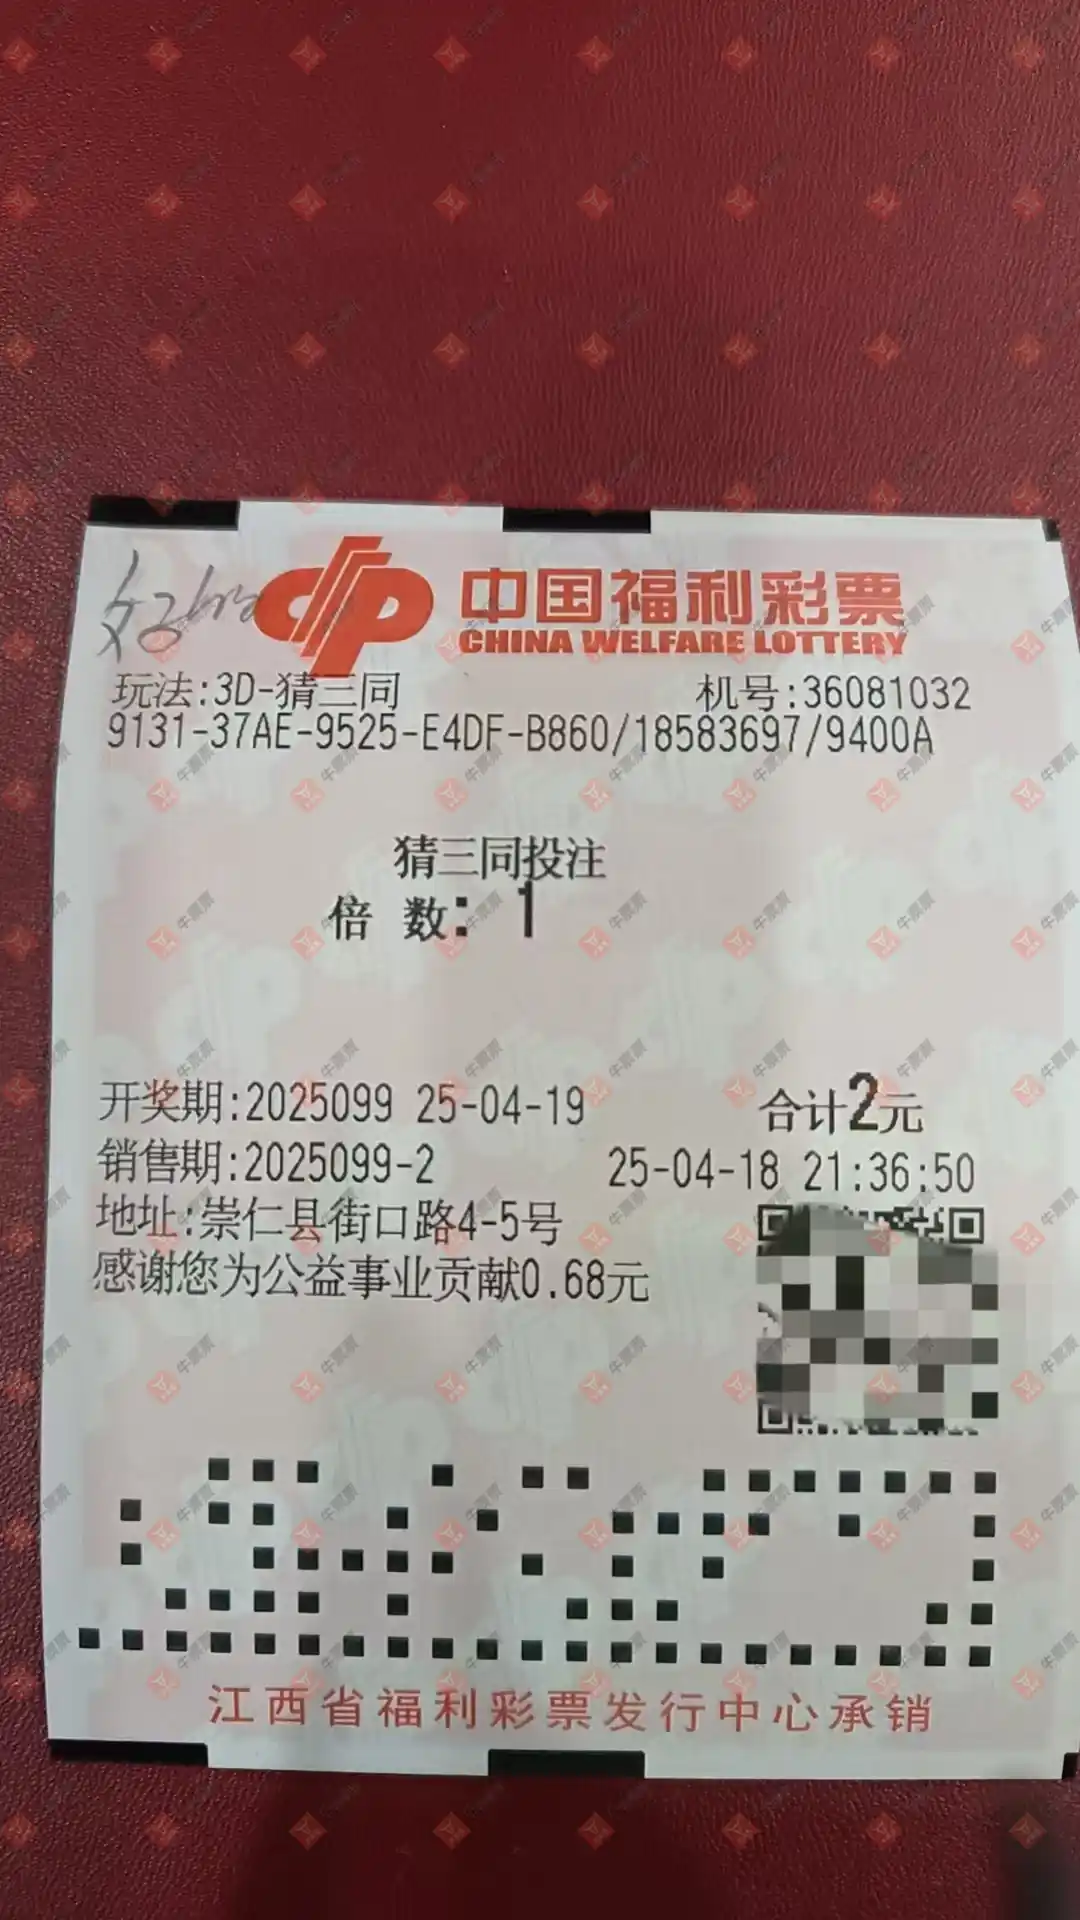 中国福利彩票
CHINA WELFARE LOTTERY
玩法:3D-猜三同 机号:36081032
9131-37AE-9525-E4DF-B860/18583697/9400A
猜三同投注
倍 数: 1
开奖期:2025099 25-04-19 合计2元
销售期:2025099-2 25-04-18 21:36:50
地址:崇仁县街口路4-5号
感谢您为公益事业贡献0.68元
江西省福利彩票发行中心承销
牛票票